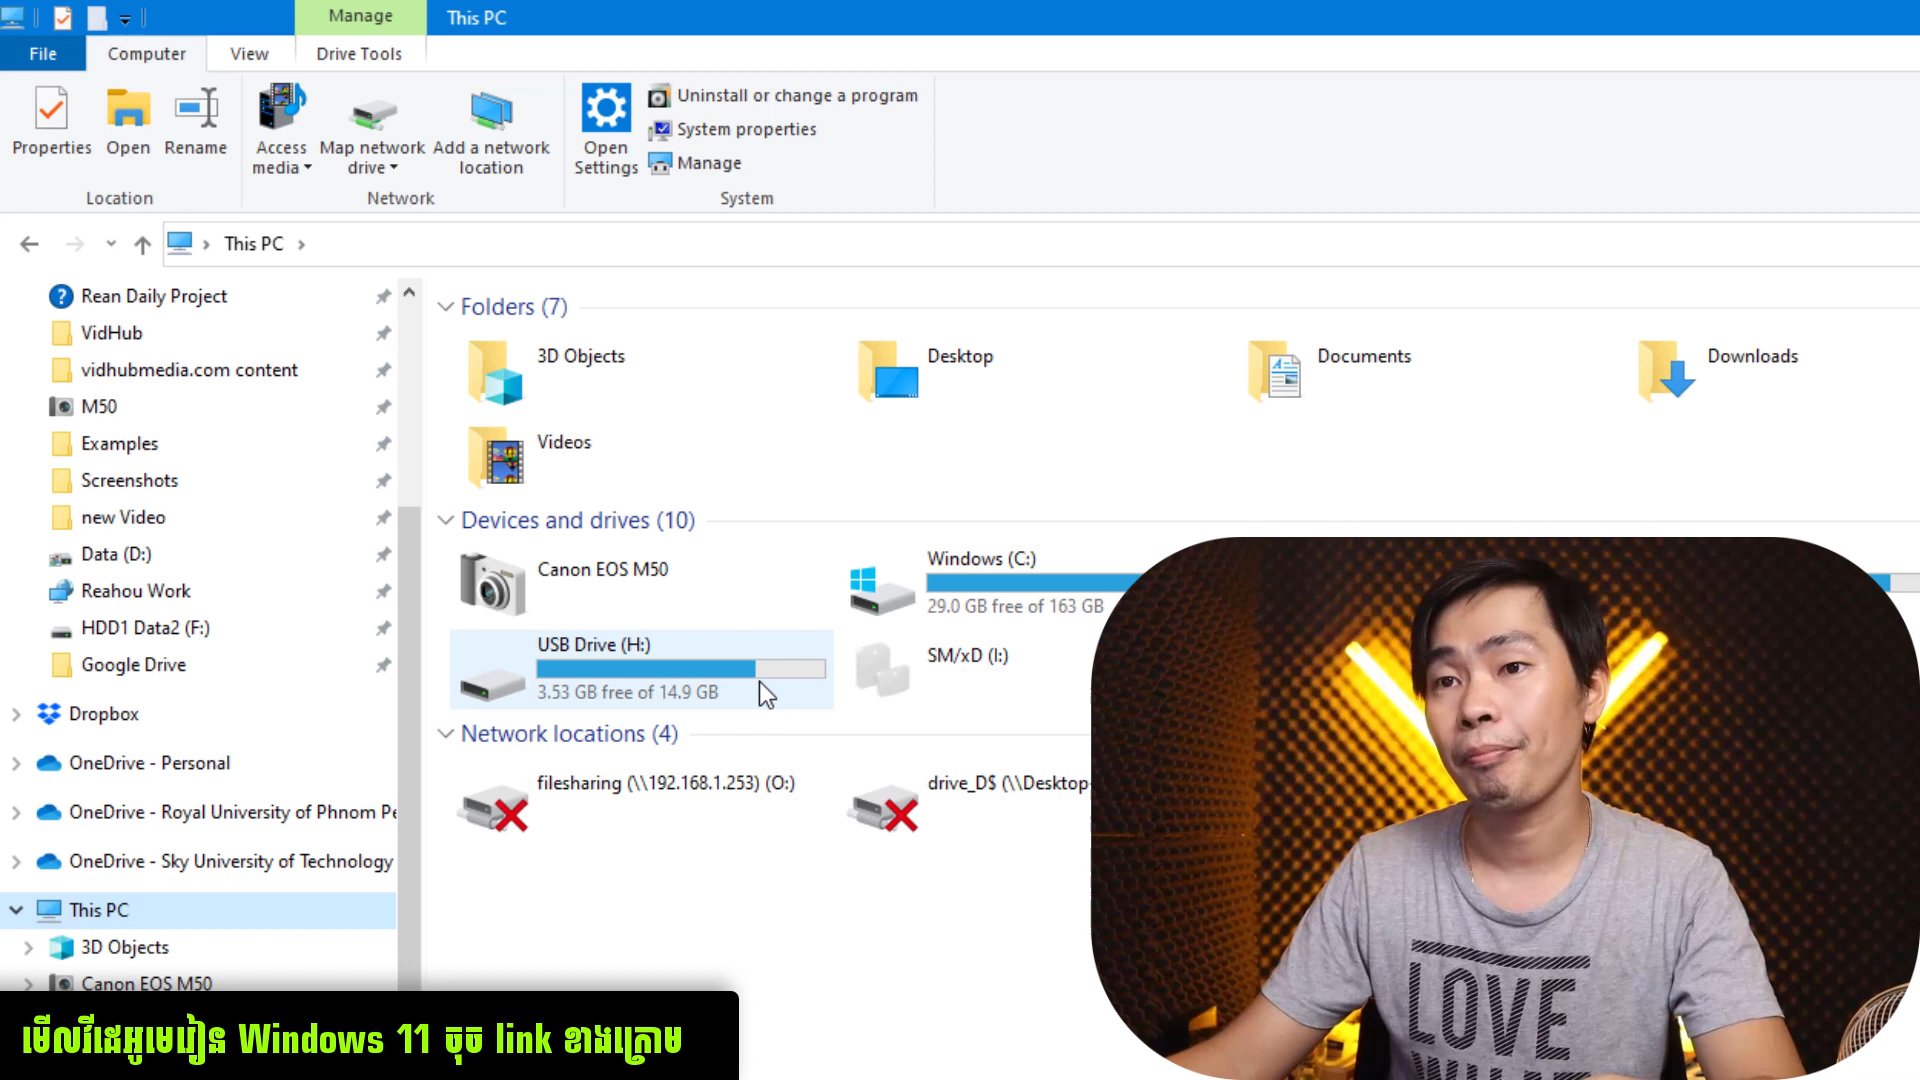 Manage
This PC
File
Computer
View
Drive Tools
Properties
Open
Rename
Access media
Map network drive
Add a network location
Open Settings
Uninstall or change a program
System properties
Manage
Location
Network
System
This PC
Rean Daily Project
VidHub
vidhubmedia.com content
M50
Examples
Screenshots
new Video
Data (D:)
Reahou Work
HDD1 Data2 (F:)
Google Drive
Dropbox
OneDrive - Personal
OneDrive - Royal University of Phnom Pe
OneDrive - Sky University of Technology
This PC
3D Objects
Canon EOS M50
Folders (7)
3D Objects
Desktop
Documents
Downloads
Videos
Devices and drives (10)
Canon EOS M50
Windows (C:)
29.0 GB free of 163 GB
USB Drive (H:)
3.53 GB free of 14.9 GB
SM/xD (I:)
Network locations (4)
filesharing (\\192.168.1.253) (O:)
drive_D$ (\\Desktop-
LOVE
មើលវីដេអូមេរៀន Windows 11 ចុច link ខាងក្រោម